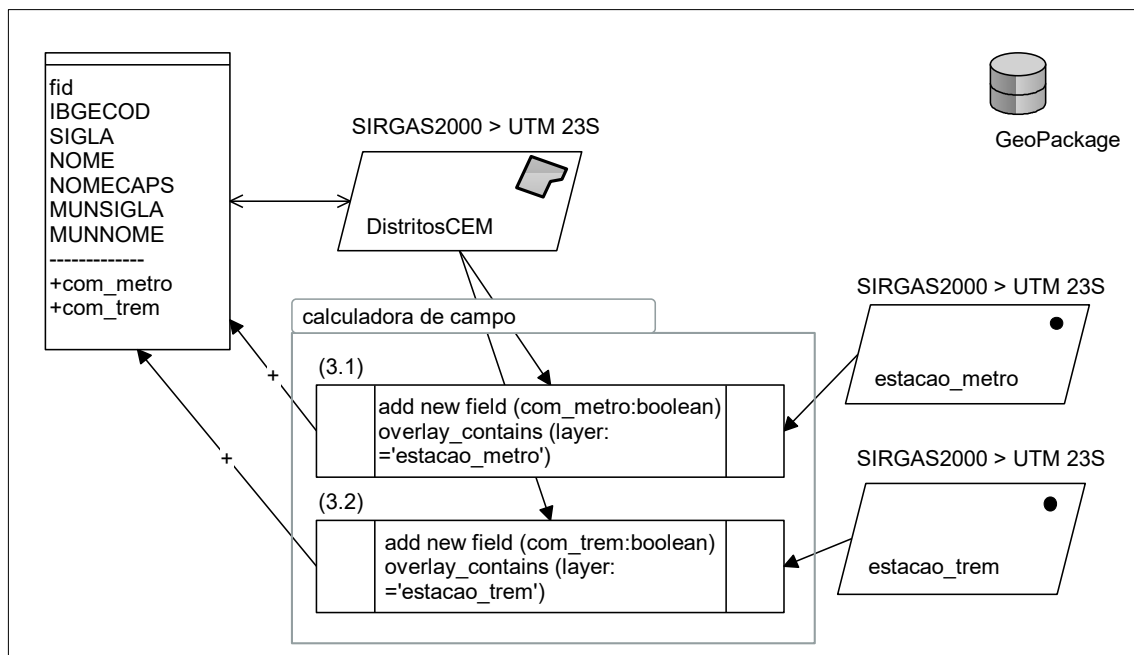 fid
IBGECOD
SIGLA
NOME
NOMECAPS
MUNSIGLA
MUNNOME
-------------
+com_metro
+com_trem
SIRGAS2000 > UTM 23S
DistritosCEM
GeoPackage
calculadora de campo
SIRGAS2000 > UTM 23S
estacao_metro
(3.1)
+
add new field (com_metro:boolean)
overlay_contains (layer:
='estacao_metro')
SIRGAS2000 > UTM 23S
estacao_trem
+
(3.2)
add new field (com_trem:boolean)
overlay_contains (layer:
='estacao_trem')